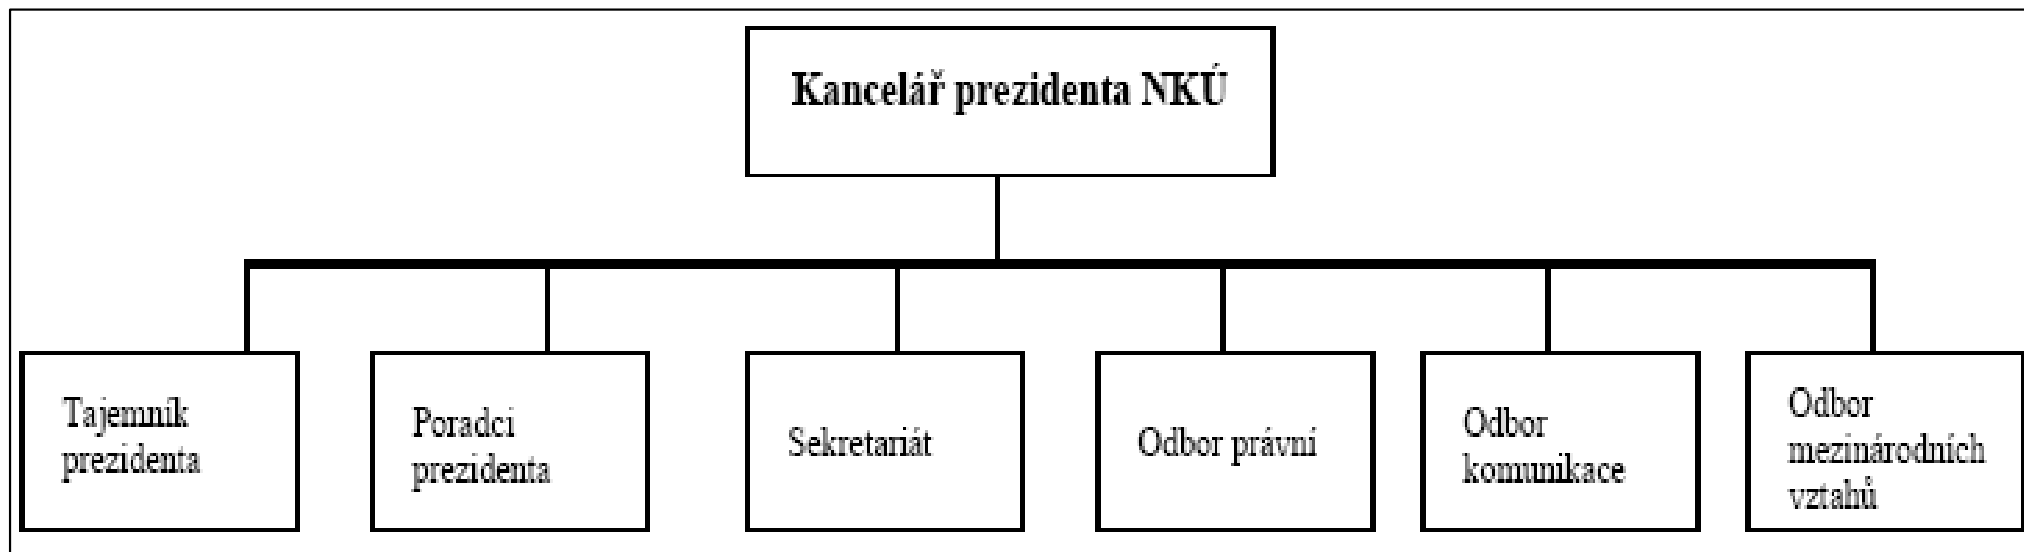 Kancelář prezidenta NKÚ
Tajemník
prezidenta
Poradci
prezidenta
Sekretariát
Odbor právní
Odbor
komunikace
Odbor
mezinárodních
vztahů